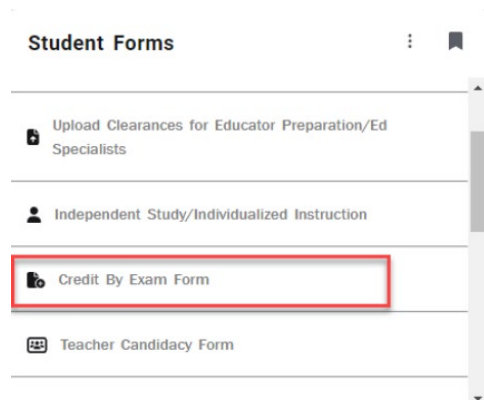 Student Forms
Upload Clearances for Educator Preparation/Ed
Specialists
Independent Study/Individualized Instruction
Credit By Exam Form
Teacher Candidacy Form